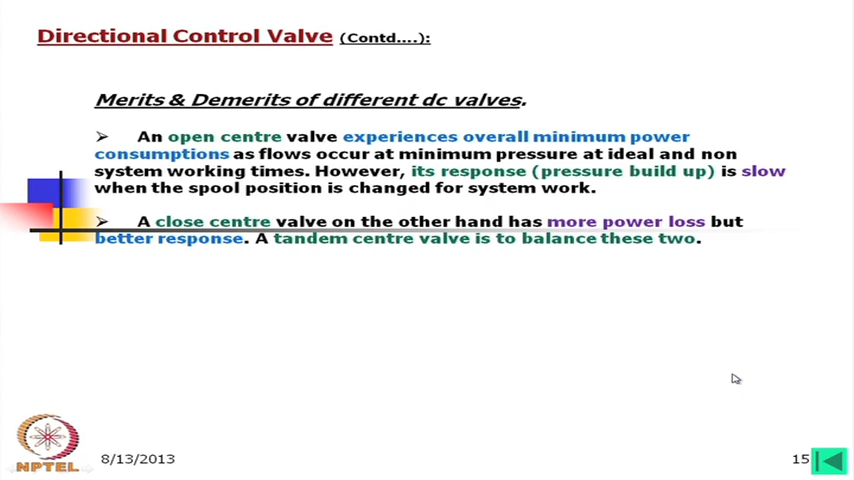 Directional Control Valve (Contd….):
Merits & Demerits of different dc valves.
➢ An open centre valve experiences overall minimum power
consumptions as flows occur at minimum pressure at ideal and non
system working times. However, its response (pressure build up) is slow
when the spool position is changed for system work.
➢ A close centre valve on the other hand has more power loss but
better response. A tandem centre valve is to balance these two.
NPTEL
8/13/2013
15